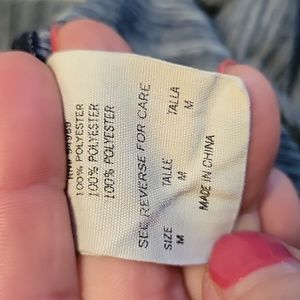 100% POLYESTER
100% POLYESTER
100% POLYESTER
SEE REVERSE FOR CARE
SIZE TALLE TALLA
M M M
MADE IN CHINA